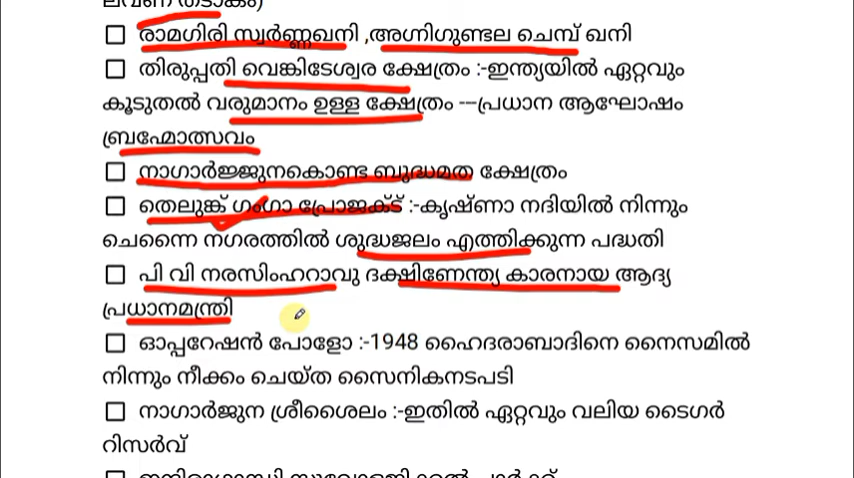 ലവണ തടാകം)
□ രാമഗിരി സ്വർണ്ണഖനി ,അഗ്നിഗുണ്ടല ചെമ്പ് ഖനി
□ തിരുപ്പതി വെങ്കിടേശ്വര ക്ഷേത്രം :-ഇന്ത്യയിൽ ഏറ്റവും
കൂടുതൽ വരുമാനം ഉള്ള ക്ഷേത്രം ---പ്രധാന ആഘോഷം
ബ്രഹ്മോത്സവം
□ നാഗാർജ്ജുനകൊണ്ട ബുദ്ധമത ക്ഷേത്രം
□ തെലുങ്ക് ഗംഗാ പ്രോജക്ട് :-കൃഷ്ണാ നദിയിൽ നിന്നും
ചെന്നൈ നഗരത്തിൽ ശുദ്ധജലം എത്തിക്കുന്ന പദ്ധതി
□ പി വി നരസിംഹറാവു ദക്ഷിണേന്ത്യ കാരനായ ആദ്യ
പ്രധാനമന്ത്രി
□ ഓപ്പറേഷൻ പോളോ :-1948 ഹൈദരാബാദിനെ നൈസമിൽ
നിന്നും നീക്കം ചെയ്ത സൈനികനടപടി
□ നാഗാർജുന ശ്രീശൈലം :-ഇതിൽ ഏറ്റവും വലിയ ടൈഗർ
റിസർവ്